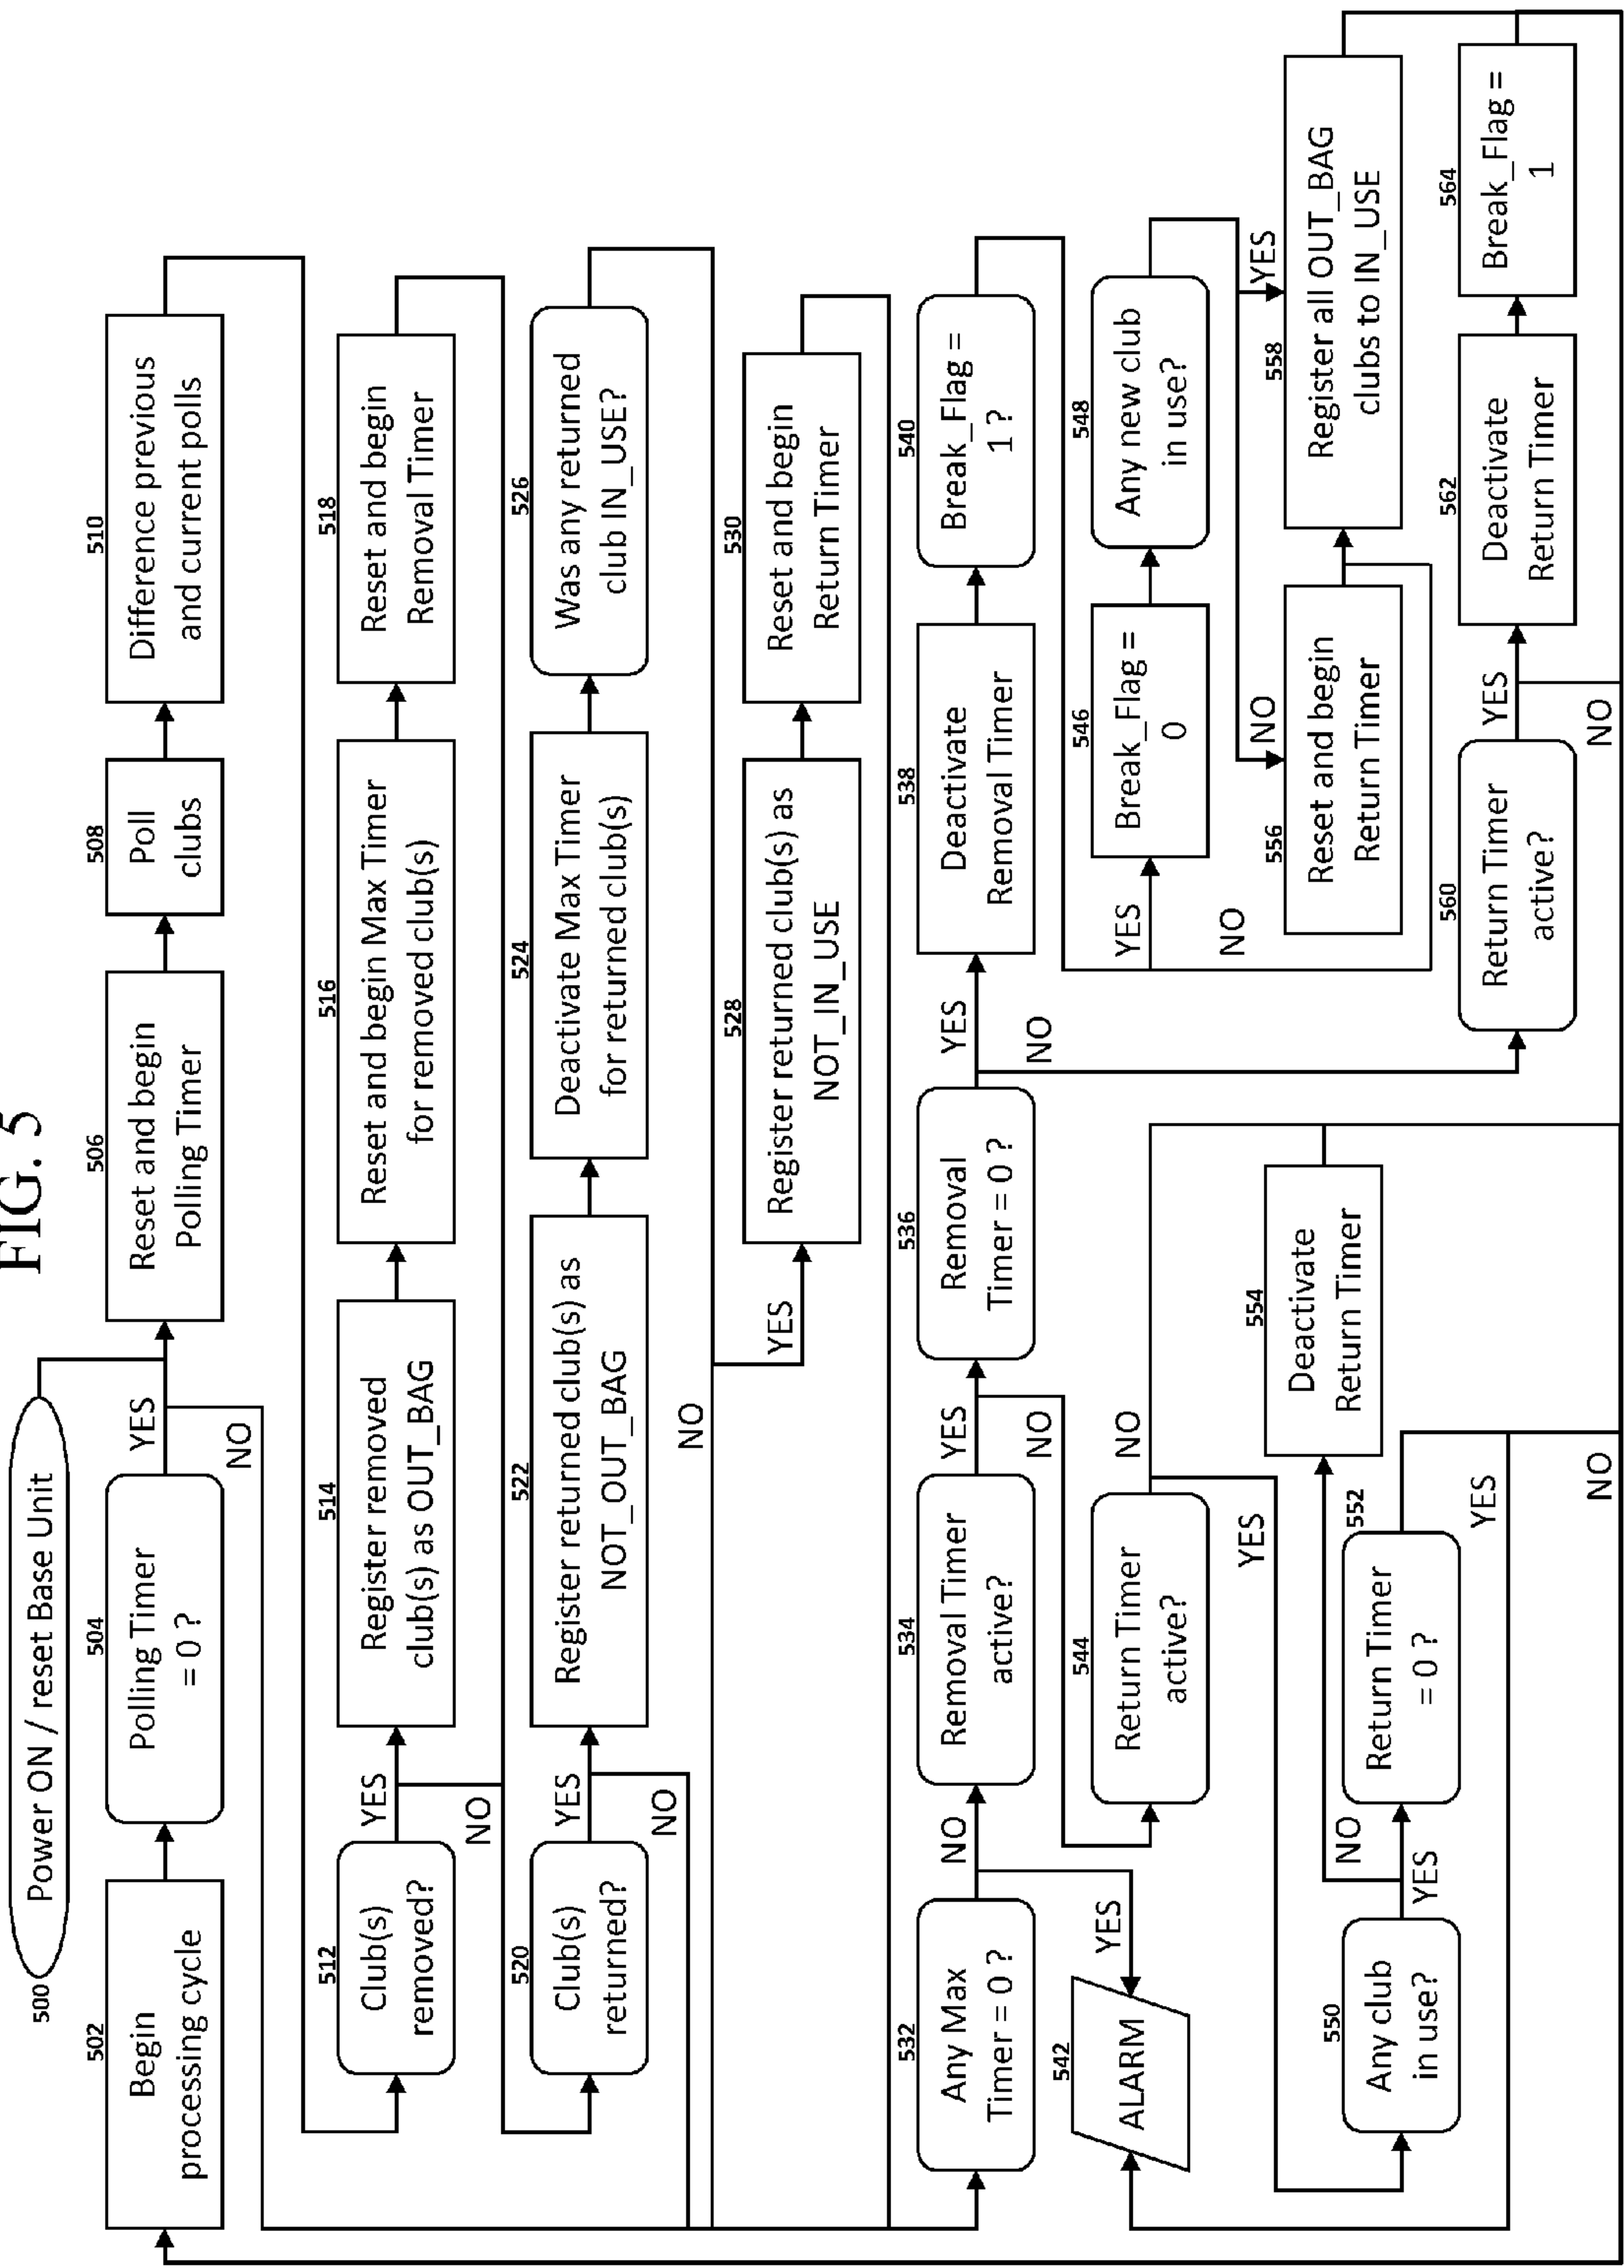 FIG. 5
500
Power ON / reset Base Unit
502
Begin
processing cycle
504
Polling Timer
= 0 ?
YES
NO
506
Reset and begin
Polling Timer
508
Poll
clubs
510
Difference previous
and current polls
512
Club(s)
removed?
YES
NO
514
Register removed
club(s) as OUT_BAG
516
Reset and begin Max Timer
for removed club(s)
518
Reset and begin
Removal Timer
520
Club(s)
returned?
YES
NO
522
Register returned club(s) as
NOT_OUT_BAG
524
Deactivate Max Timer
for returned club(s)
526
Was any returned
club IN_USE?
NO
YES
528
Register returned club(s) as
NOT_IN_USE
530
Reset and begin
Return Timer
532
Any Max
Timer = 0 ?
NO
YES
534
Removal Timer
active?
YES
NO
536
Removal
Timer = 0 ?
YES
NO
538
Deactivate
Removal Timer
540
Break_Flag =
1 ?
542
ALARM
544
Return Timer
active?
NO
YES
YES
NO
546
Break_Flag =
0
548
Any new club
in use?
NO
YES
550
Any club
in use?
NO
YES
552
Return Timer
= 0 ?
YES
NO
554
Deactivate
Return Timer
556
Reset and begin
Return Timer
558
Register all OUT_BAG
clubs to IN_USE
560
Return Timer
active?
YES
NO
562
Deactivate
Return Timer
564
Break_Flag =
1